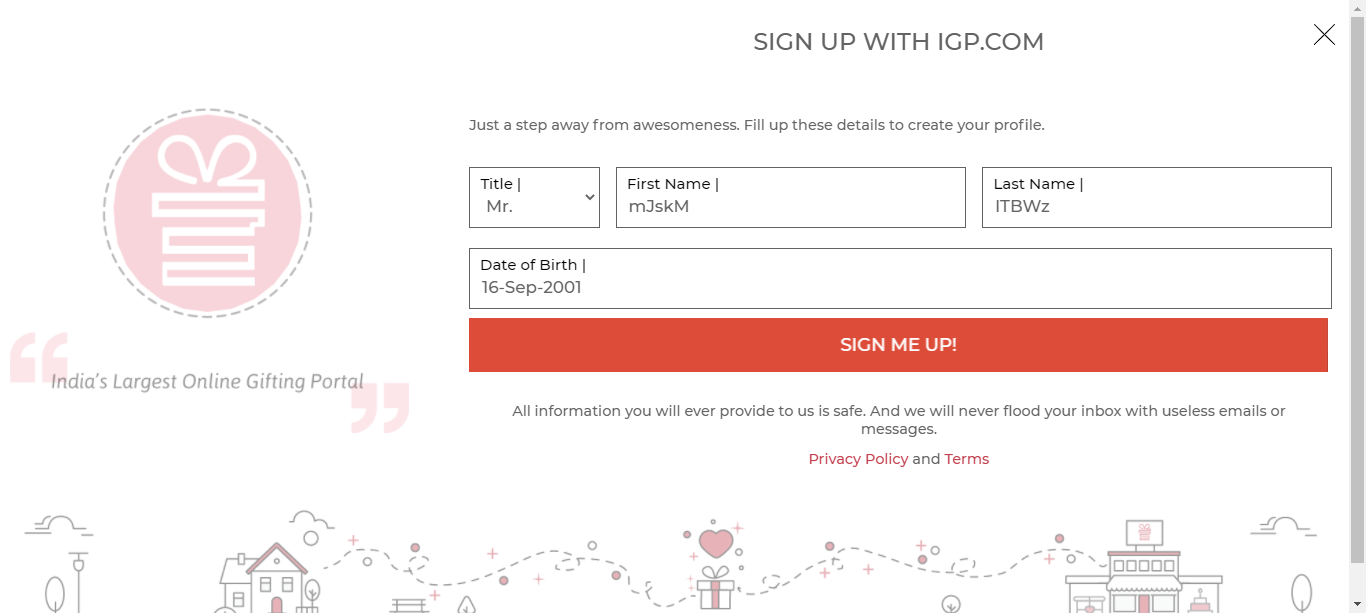 SIGN UP WITH IGP.COM
Just a step away from awesomeness. Fill up these details to create your profile.
Title |
Mr.
First Name |
mJskM
Last Name |
ITBWz
Date of Birth |
16-Sep-2001
SIGN ME UP!
India's Largest Online Gifting Portal
All information you will ever provide to us is safe. And we will never flood your inbox with useless emails or
messages.
Privacy Policy and Terms